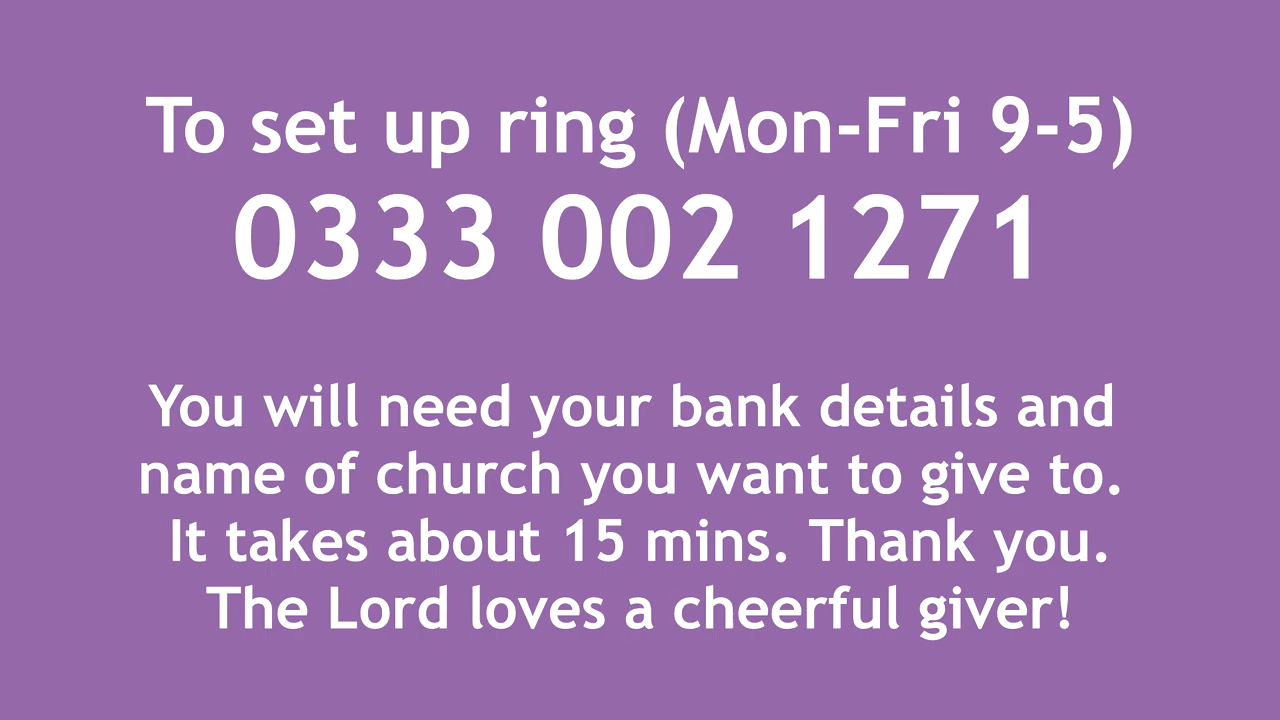 To set up ring (Mon-Fri 9-5)
0333 002 1271
You will need your bank details and
name of church you want to give to.
It takes about 15 mins. Thank you.
The Lord loves a cheerful giver!